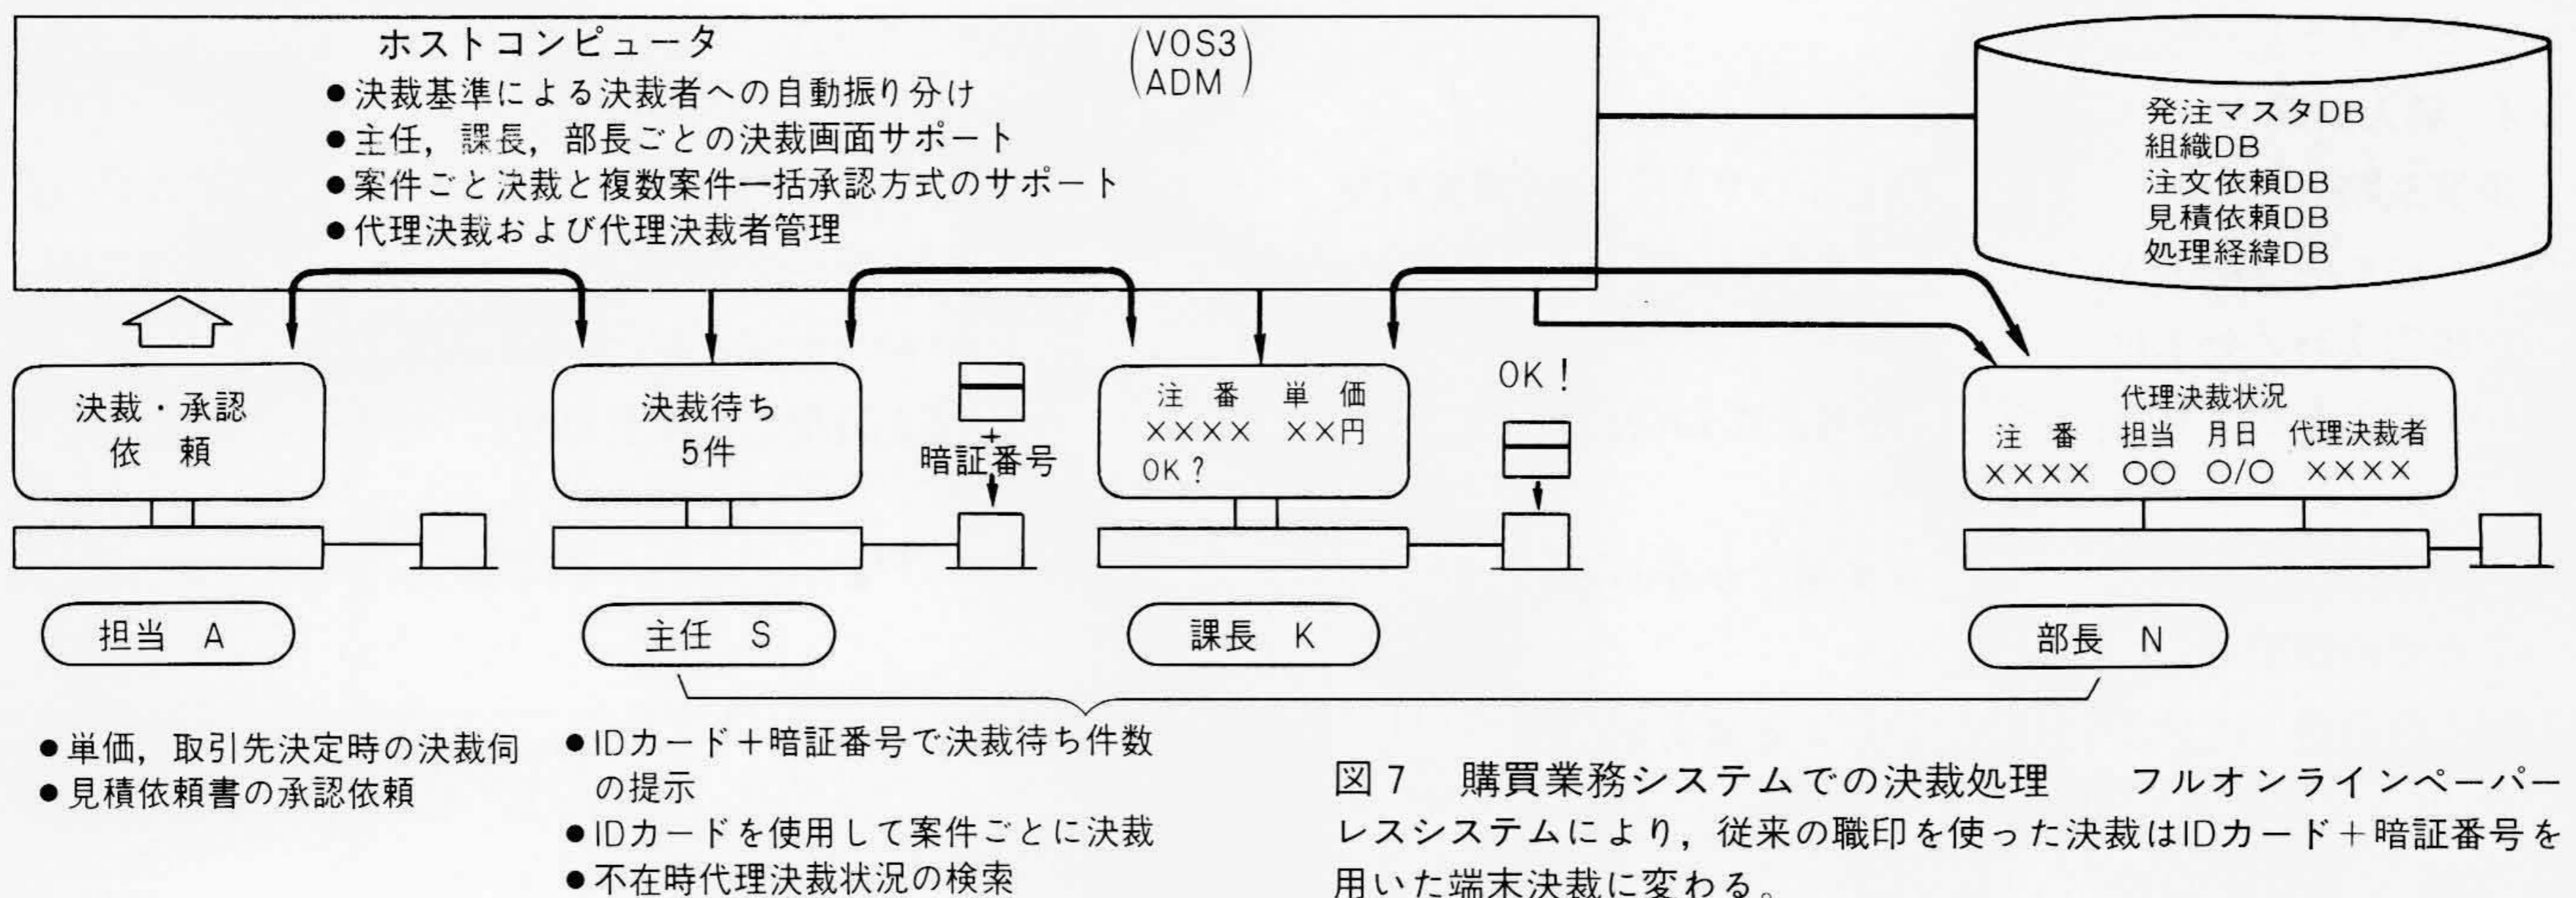 ホストコンピュータ
(VOS3
ADM)
●決裁基準による決裁者への自動振り分け
●主任，課長，部長ごとの決裁画面サポート
●案件ごと決裁と複数案件一括承認方式のサポート
●代理決裁および代理決裁者管理
発注マスタDB
組織DB
注文依頼DB
見積依頼DB
処理経緯DB
決裁・承認
依　頼
決裁待ち
5件
＋
暗証番号
注　番　単　価
××××　××円
OK？
OK！
代理決裁状況
注　番　担当　月日　代理決裁者
××××　○○　○/○　××××
担当　A
主任　S
課長　K
部長　N
●単価，取引先決定時の決裁伺
●見積依頼書の承認依頼
●IDカード＋暗証番号で決裁待ち件数
の提示
●IDカードを使用して案件ごとに決裁
●不在時代理決裁状況の検索
図7　購買業務システムでの決裁処理　　フルオンラインペーパー
レスシステムにより，従来の職印を使った決裁はIDカード＋暗証番号を
用いた端末決裁に変わる。